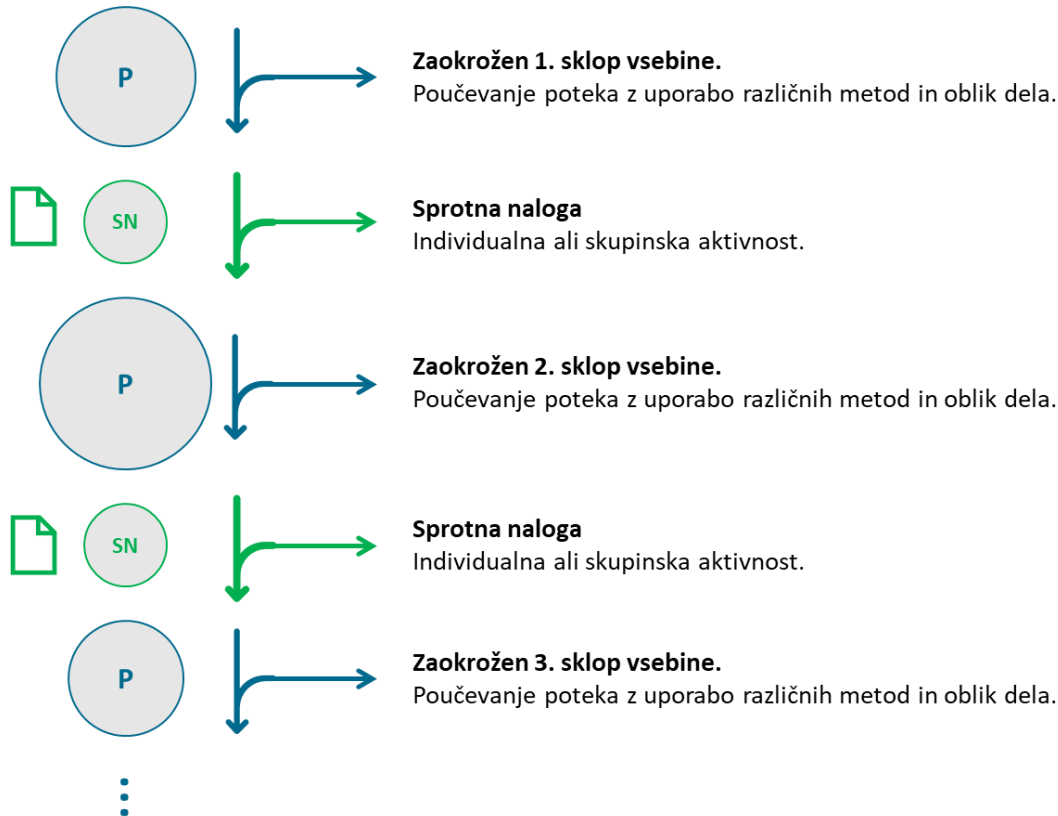 P
Zaokrožen 1. sklop vsebine.
Poučevanje poteka z uporabo različnih metod in oblik dela.
SN
Sprotna naloga
Individualna ali skupinska aktivnost.
P
Zaokrožen 2. sklop vsebine.
Poučevanje poteka z uporabo različnih metod in oblik dela.
SN
Sprotna naloga
Individualna ali skupinska aktivnost.
P
Zaokrožen 3. sklop vsebine.
Poučevanje poteka z uporabo različnih metod in oblik dela.